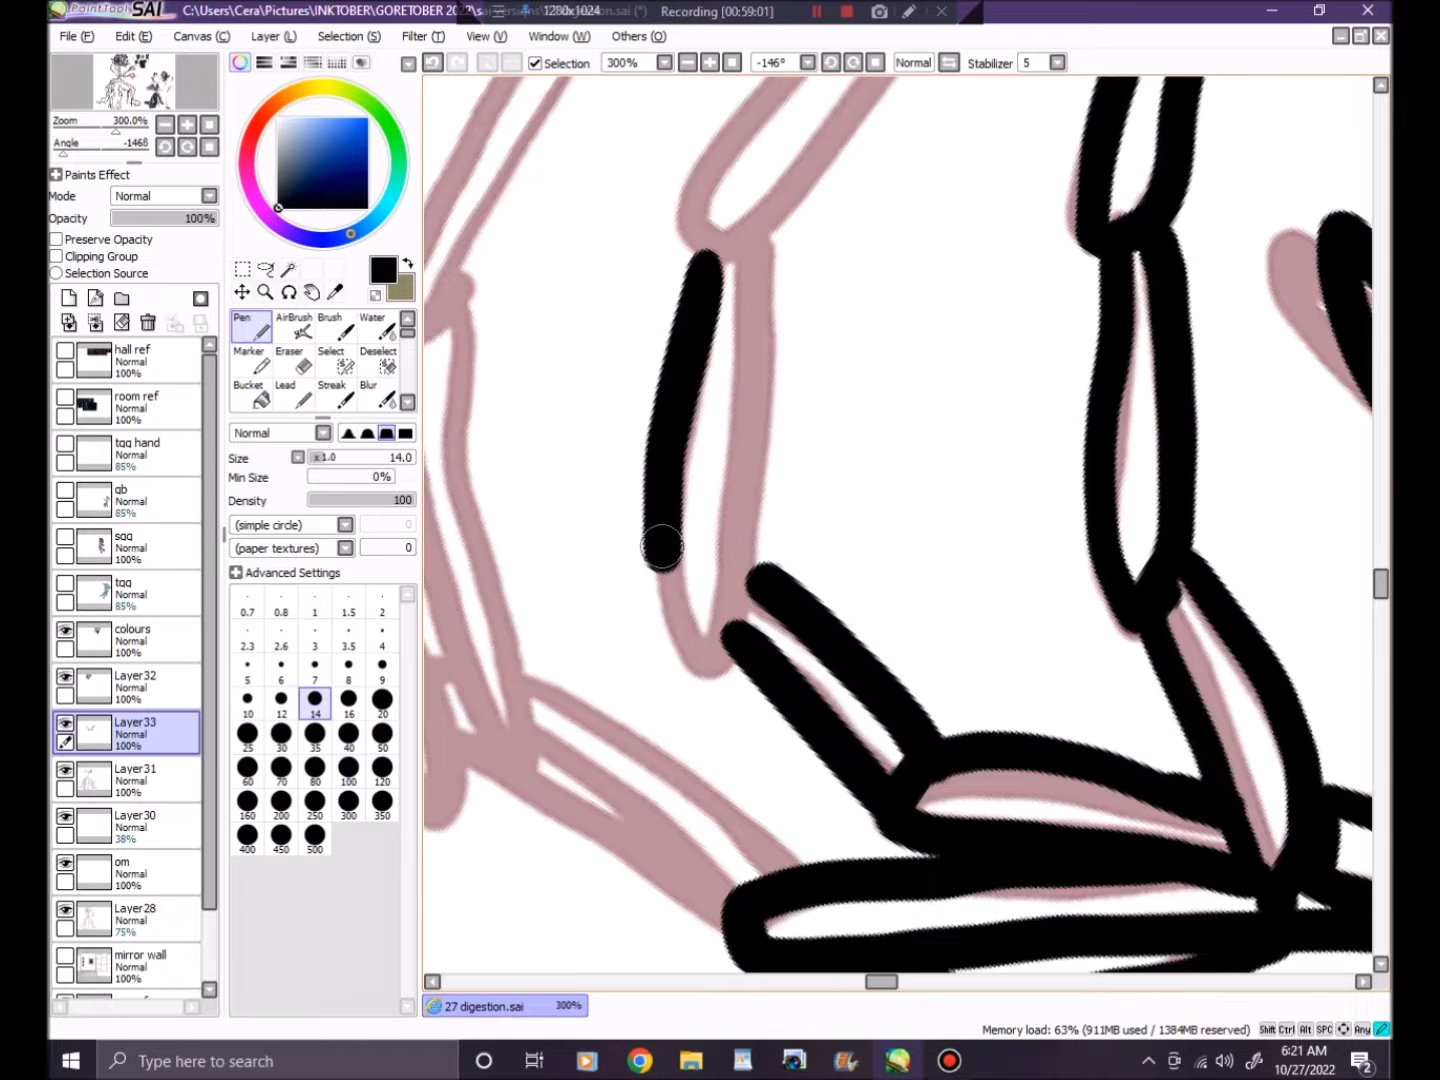 PaintTool SAI C:\Users\Cera\Pictures\INKTOBER\GORETOBER 2022\
1280x1024
Recording [00:59:01]
File (F) Edit (E) Canvas (C) Layer (L) Selection (S) Filter (T) View (V) Window (W) Others (O)
Selection 300% -146° Normal Stabilizer 5
Zoom 300.0%
Angle
Paints Effect
Mode Normal
Opacity 100%
Preserve Opacity
Clipping Group
Selection Source
hall ref
Normal
100%
room ref
Normal
100%
tgg hand
Normal
85%
gb
Normal
85%
sgg
Normal
100%
tgg
Normal
85%
colours
Normal
100%
Layer32
Normal
100%
Layer33
Normal
100%
Layer31
Normal
100%
Layer30
Normal
38%
om
Normal
100%
Layer28
Normal
75%
mirror wall
Normal
100%
Pen AirBrush Brush Water
Marker Eraser Select Deselect
Bucket Lead Streak Blur
Normal
Size x1.0 14.0
Min Size 0%
Density 100
(simple circle) 0
(paper textures) 0
Advanced Settings
0.7 0.8 1 1.5 2
2.3 2.6 3 3.5 4
5 6 7 8 9
10 12 14 16 20
25 30 35 40 50
60 70 80 100 120
160 200 250 300 350
400 450 500
27 digestion.sai 300%
Memory load: 63% (911MB used / 1384MB reserved) Shift Ctrl Alt SPC Any
Type here to search
6:21 AM
10/27/2022
2